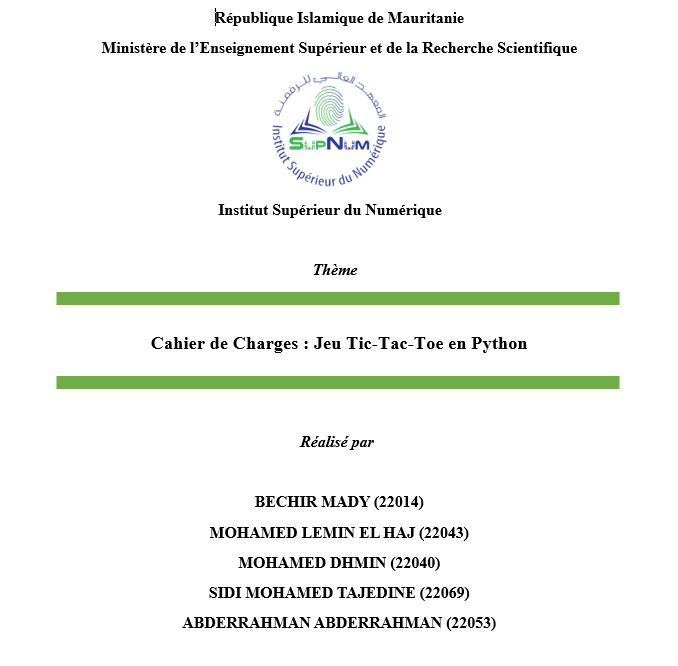 République Islamique de Mauritanie
Ministère de l’Enseignement Supérieur et de la Recherche Scientifique
المعهد العالي للرقمنة
SUPNUM
Institut Supérieur du Numérique
Institut Supérieur du Numérique
Thème
Cahier de Charges : Jeu Tic-Tac-Toe en Python
Réalisé par
BECHIR MADY (22014)
MOHAMED LEMIN EL HAJ (22043)
MOHAMED DHMIN (22040)
SIDI MOHAMED TAJEDINE (22069)
ABDERRAHMAN ABDERRAHMAN (22053)